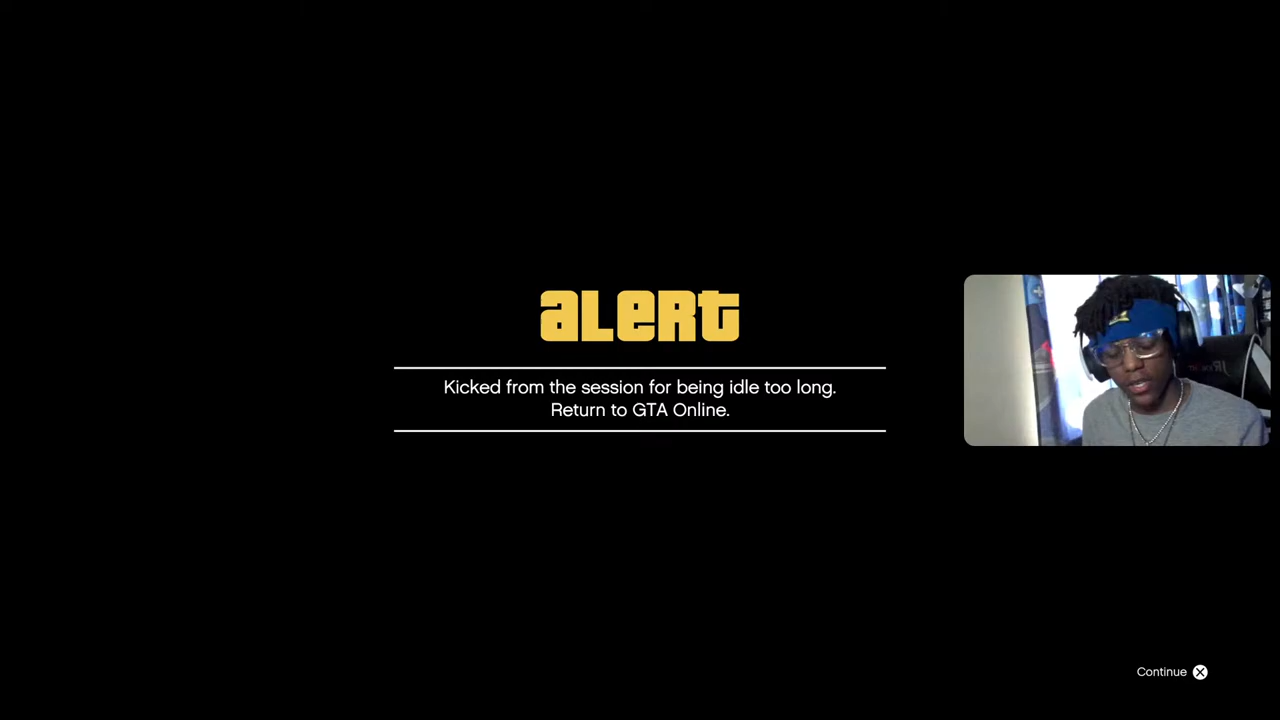 aLeRt
Kicked from the session for being idle too long.
Return to GTA Online.
Continue